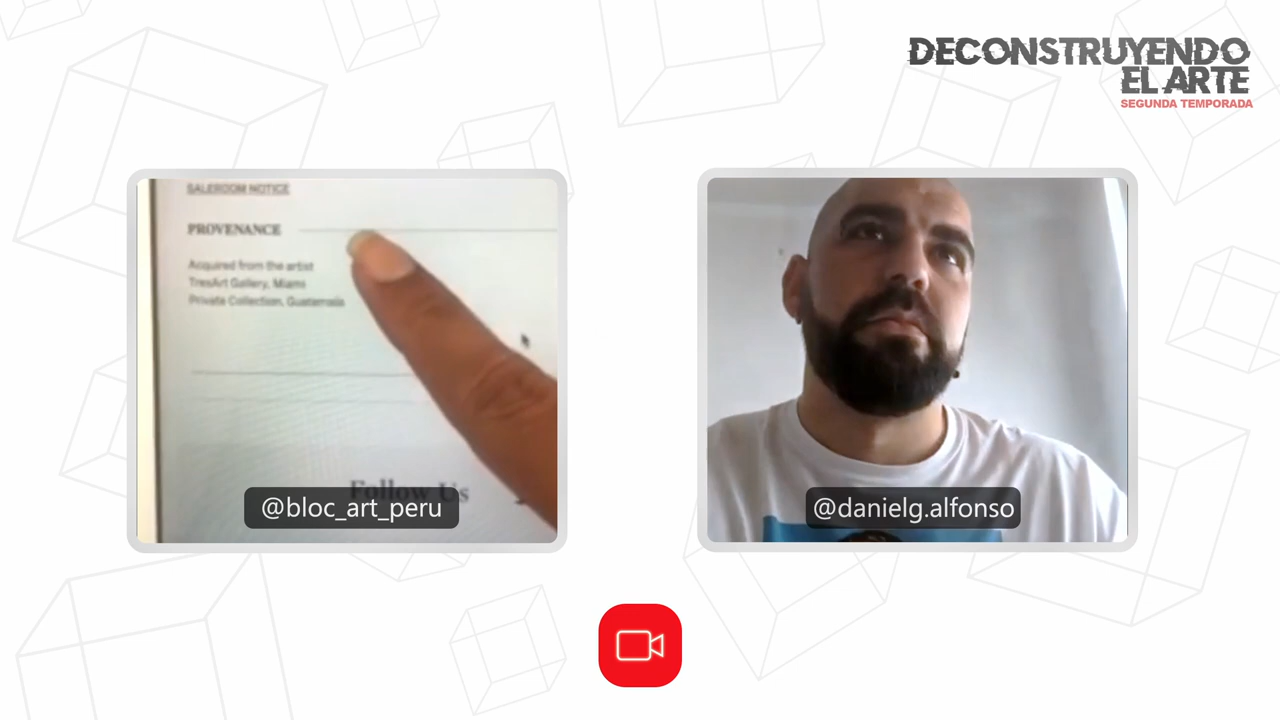 DECONSTRUYENDO
EL ARTE
SEGUNDA TEMPORADA
SALEROOM NOTICE
PROVENANCE
Acquired from the artist
TresArt Gallery, Miami
Private Collection, Guatemala
Follow Us
@bloc_art_peru
@danielg.alfonso